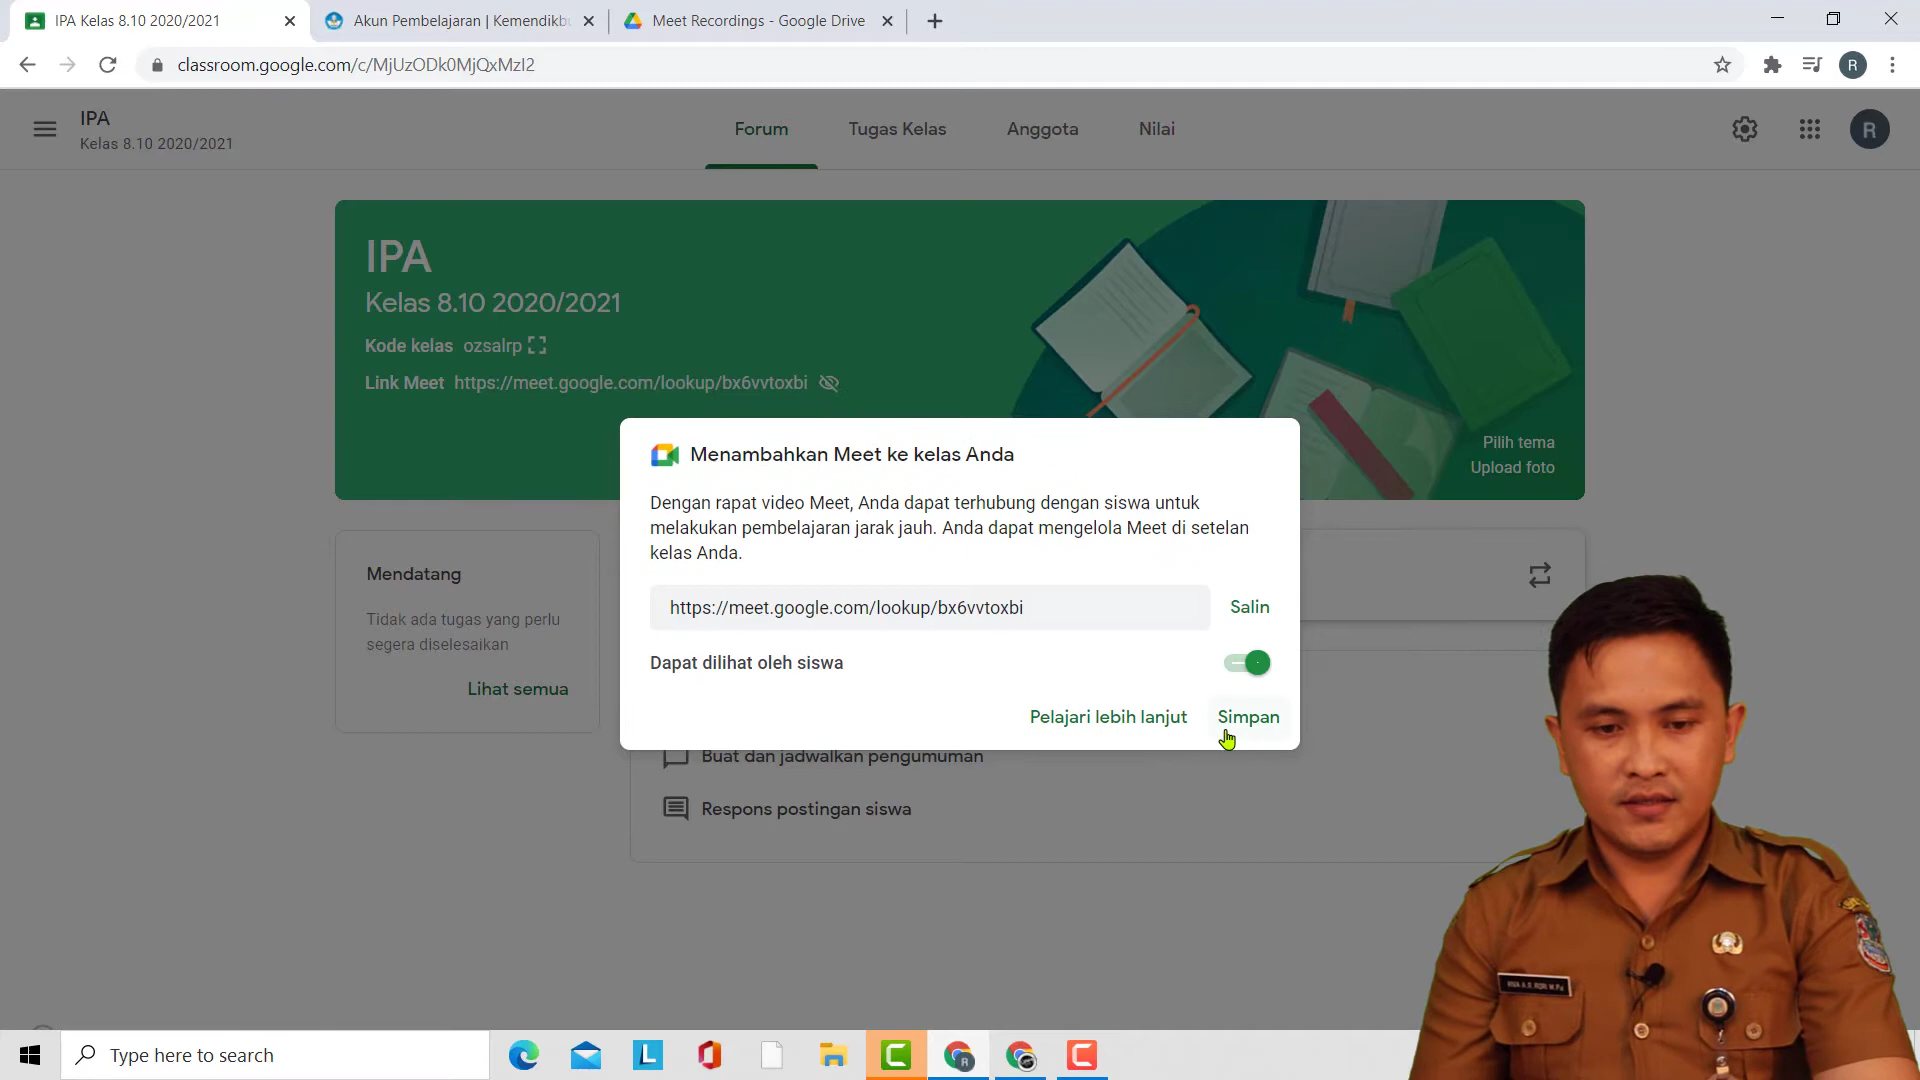 IPA Kelas 8.10 2020/2021
Akun Pembelajaran | Kemendikbu
Meet Recordings - Google Drive
classroom.google.com/c/MjUzODk0MjQxMzI2
R
IPA
Kelas 8.10 2020/2021
Forum
Tugas Kelas
Anggota
Nilai
R
IPA
Kelas 8.10 2020/2021
Kode kelas ozsalrp
Link Meet https://meet.google.com/lookup/bx6vvtoxbi
Pilih tema
Upload foto
Menambahkan Meet ke kelas Anda
Dengan rapat video Meet, Anda dapat terhubung dengan siswa untuk
melakukan pembelajaran jarak jauh. Anda dapat mengelola Meet di setelan
kelas Anda.
https://meet.google.com/lookup/bx6vvtoxbi
Salin
Dapat dilihat oleh siswa
Pelajari lebih lanjut
Simpan
Mendatang
Tidak ada tugas yang perlu
segera diselesaikan
Lihat semua
Buat dan jadwalkan pengumuman
Respons postingan siswa
Type here to search